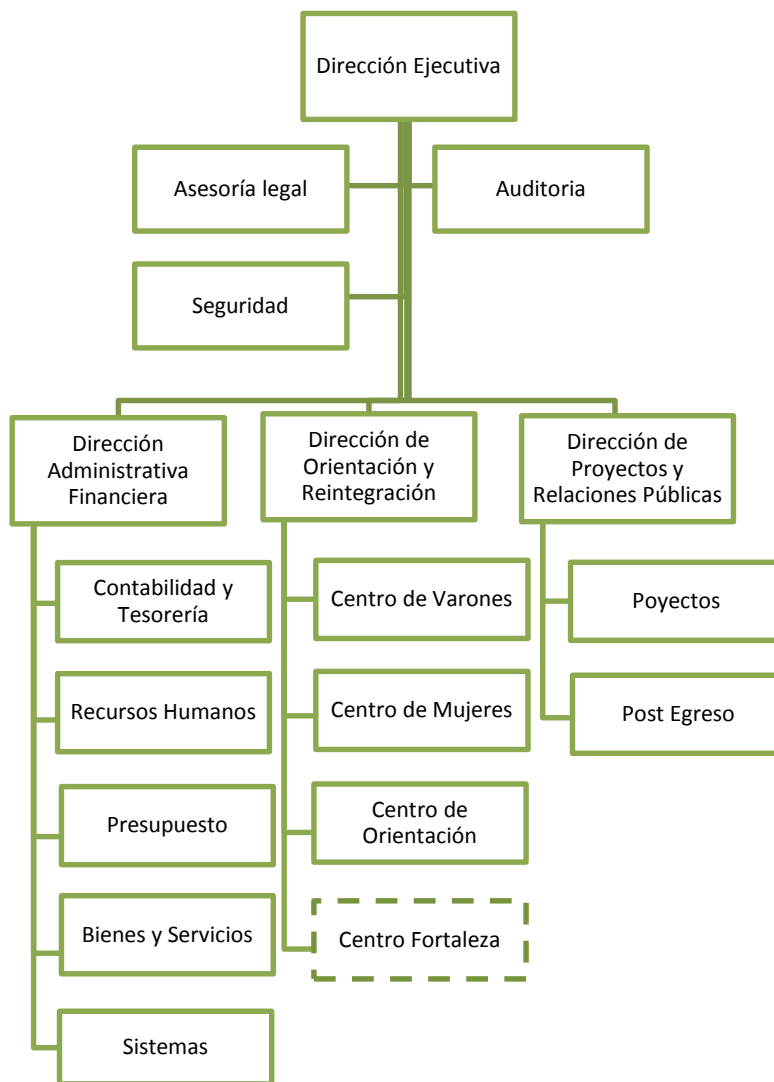 Dirección Ejecutiva
Asesoría legal
Auditoria
Seguridad
Dirección
Administrativa
Financiera
Dirección de
Orientación y
Reintegración
Dirección de
Proyectos y
Relaciones Públicas
Contabilidad y
Tesorería
Recursos Humanos
Presupuesto
Bienes y Servicios
Sistemas
Centro de Varones
Centro de Mujeres
Centro de
Orientación
Centro Fortaleza
Poyectos
Post Egreso